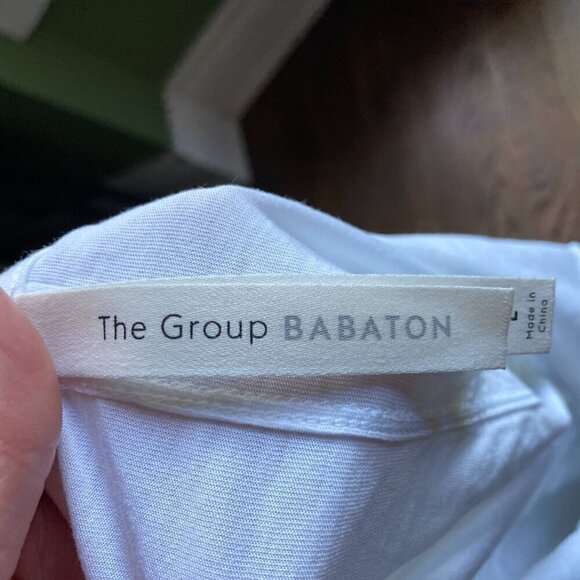 The Group BABATON
L
Made in
China